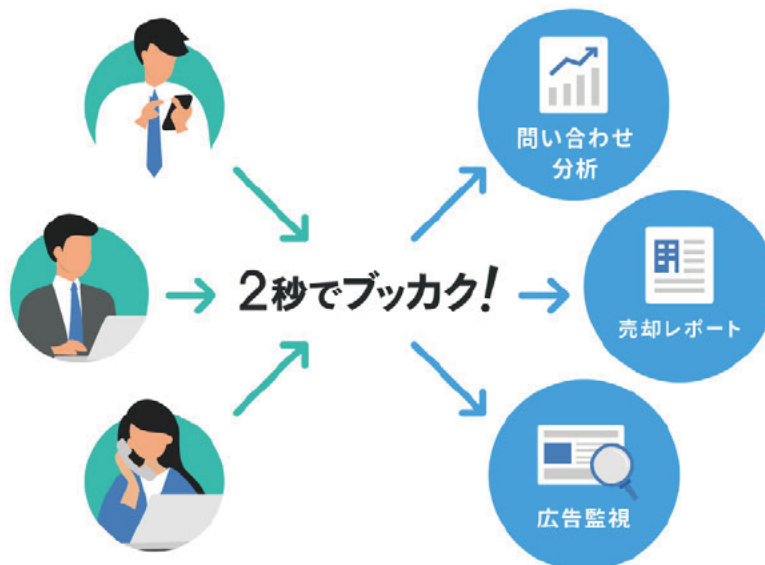 問い合わせ
分析
2秒でブッカク!
売却レポート
広告監視